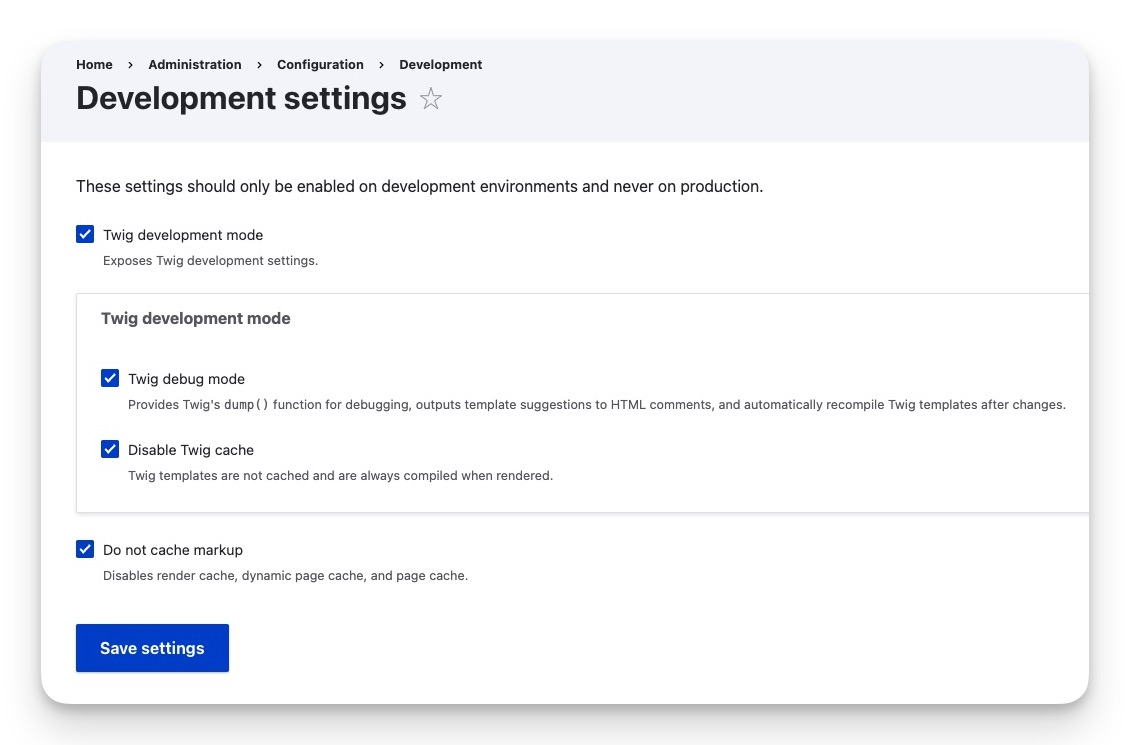 Home › Administration › Configuration › Development
Development settings
These settings should only be enabled on development environments and never on production.
Twig development mode
Exposes Twig development settings.
Twig development mode
Twig debug mode
Provides Twig's dump() function for debugging, outputs template suggestions to HTML comments, and automatically recompile Twig templates after changes.
Disable Twig cache
Twig templates are not cached and are always compiled when rendered.
Do not cache markup
Disables render cache, dynamic page cache, and page cache.
Save settings